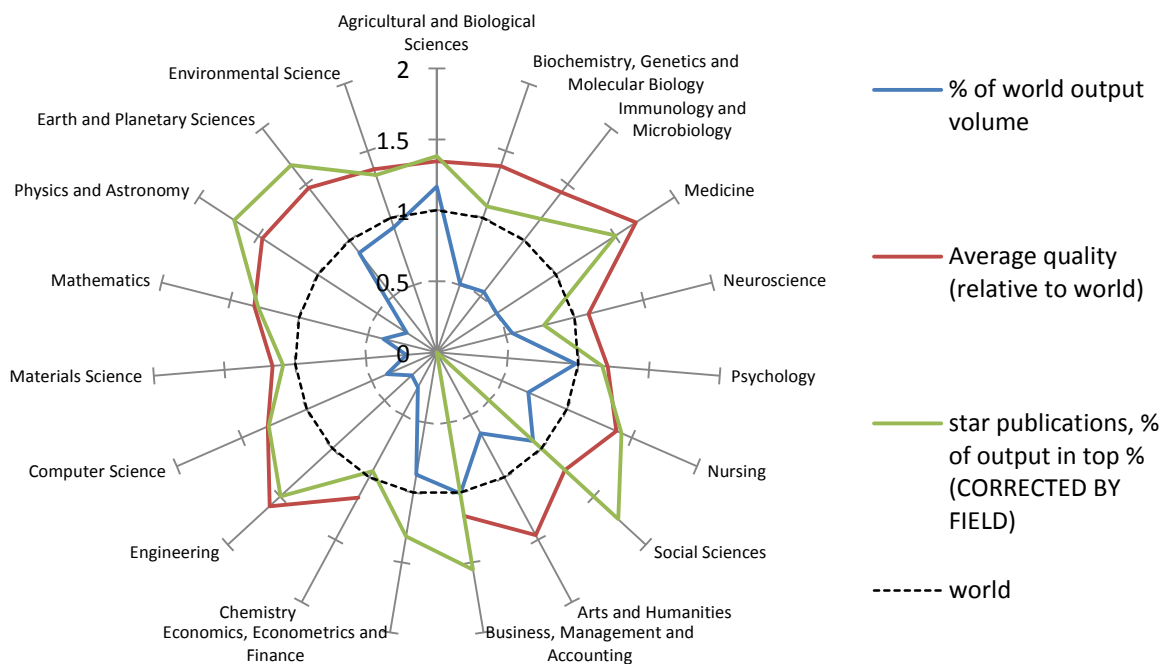 Agricultural and Biological
Sciences
Biochemistry, Genetics and
Molecular Biology
Immunology and
Microbiology
Medicine
Neuroscience
Psychology
Nursing
Social Sciences
Arts and Humanities
Business, Management and
Accounting
Economics, Econometrics and
Finance
Chemistry
Engineering
Computer Science
Materials Science
Mathematics
Physics and Astronomy
Earth and Planetary Sciences
Environmental Science
2
1.5
1
0.5
0
% of world output
volume
Average quality
(relative to world)
star publications, %
of output in top %
(CORRECTED BY
FIELD)
world